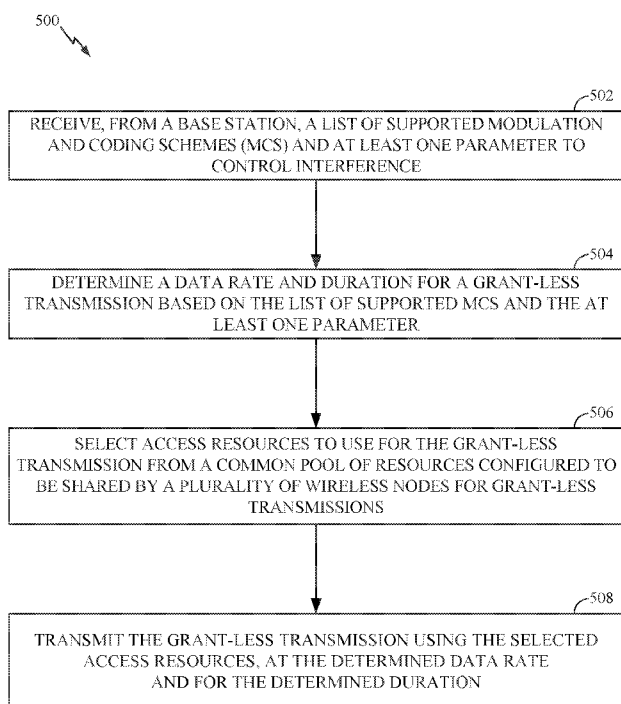 500
502
RECEIVE, FROM A BASE STATION, A LIST OF SUPPORTED MODULATION
AND CODING SCHEMES (MCS) AND AT LEAST ONE PARAMETER TO
CONTROL INTERFERENCE
504
DETERMINE A DATA RATE AND DURATION FOR A GRANT-LESS
TRANSMISSION BASED ON THE LIST OF SUPPORTED MCS AND THE AT
LEAST ONE PARAMETER
506
SELECT ACCESS RESOURCES TO USE FOR THE GRANT-LESS
TRANSMISSION FROM A COMMON POOL OF RESOURCES CONFIGURED TO
BE SHARED BY A PLURALITY OF WIRELESS NODES FOR GRANT-LESS
TRANSMISSIONS
508
TRANSMIT THE GRANT-LESS TRANSMISSION USING THE SELECTED
ACCESS RESOURCES, AT THE DETERMINED DATA RATE
AND FOR THE DETERMINED DURATION